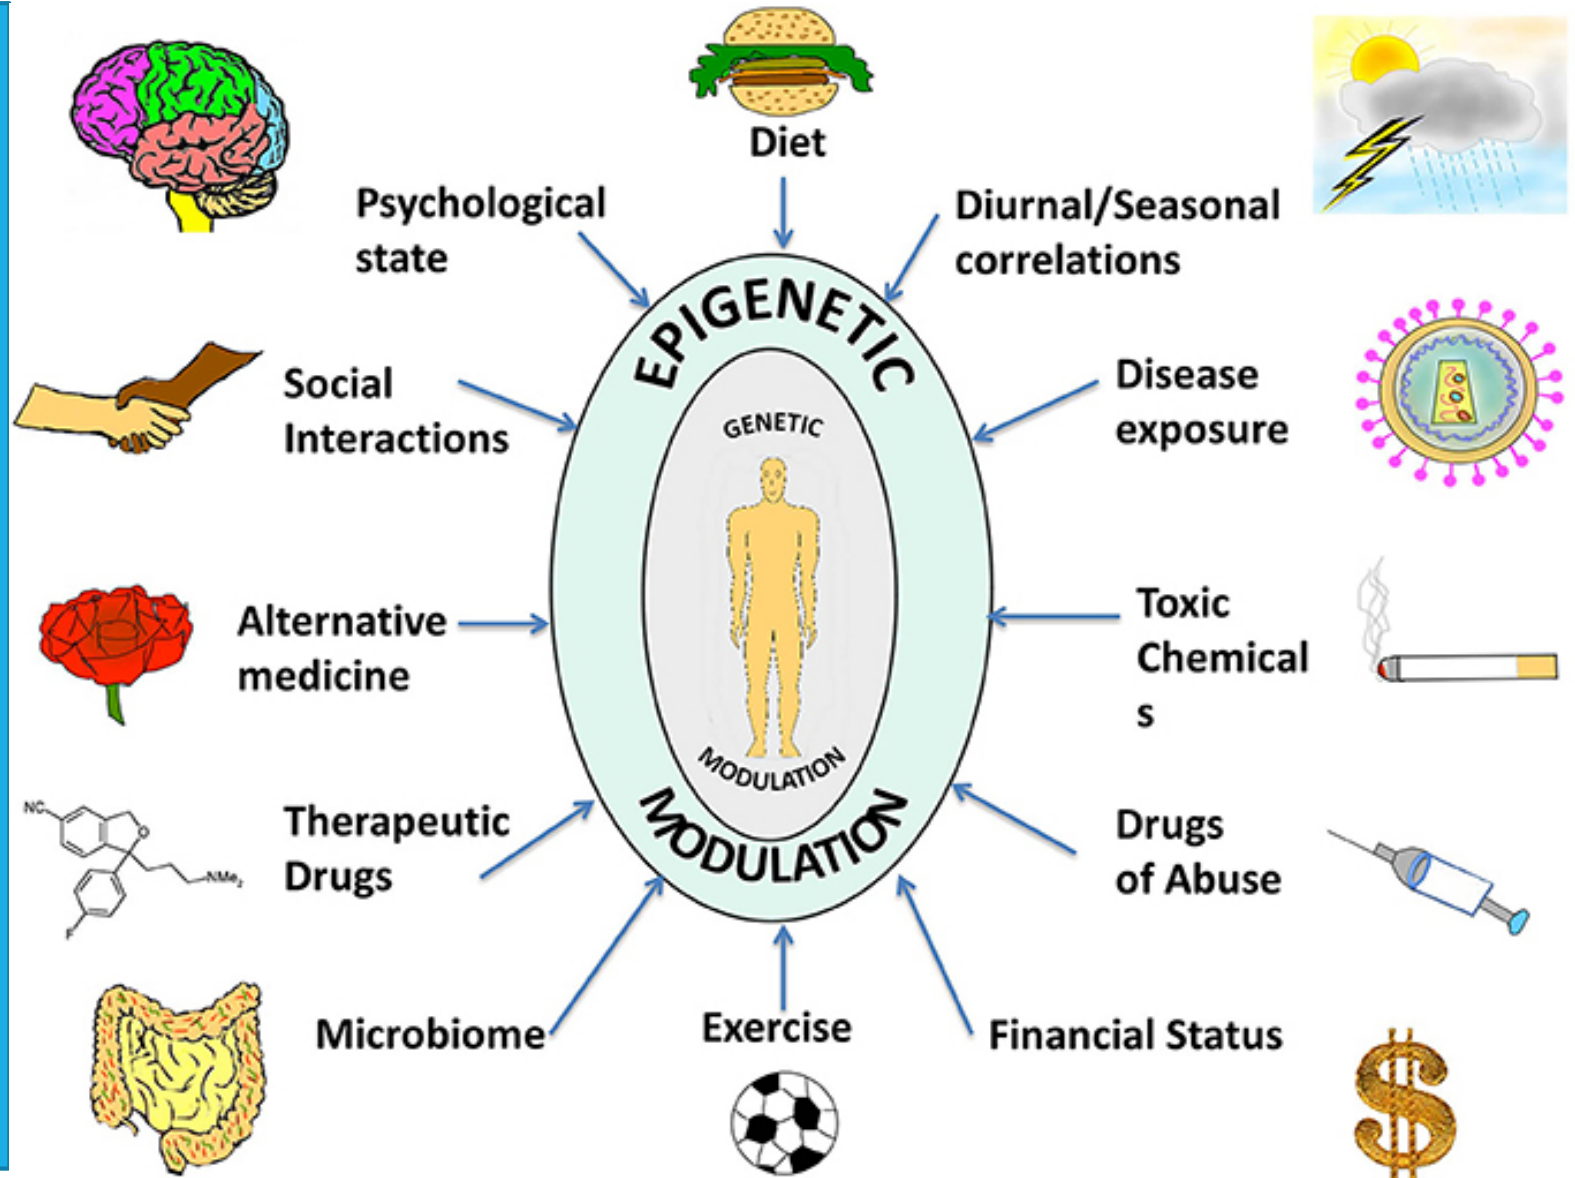 Diet
Psychological
state
Diurnal/Seasonal
correlations
EPIGENETIC
Social
Interactions
Disease
exposure
GENETIC
Alternative
medicine
Toxic
Chemical
s
MODULATION
MODULATION
NC
O
NMe2
F
Therapeutic
Drugs
Drugs
of Abuse
Microbiome
Exercise
Financial Status
$